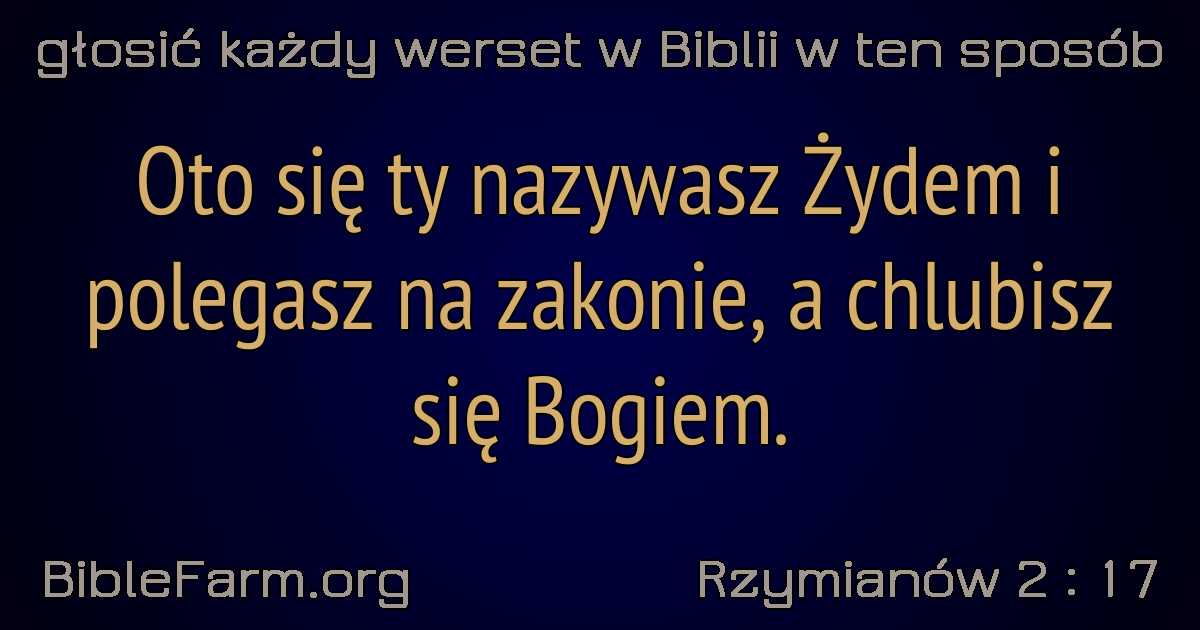 głosić każdy werset w Biblii w ten sposób
Oto się ty nazywasz Żydem i
polegasz na zakonie, a chlubisz
się Bogiem.
BibleFarm.org
Rzymianów 2 : 17